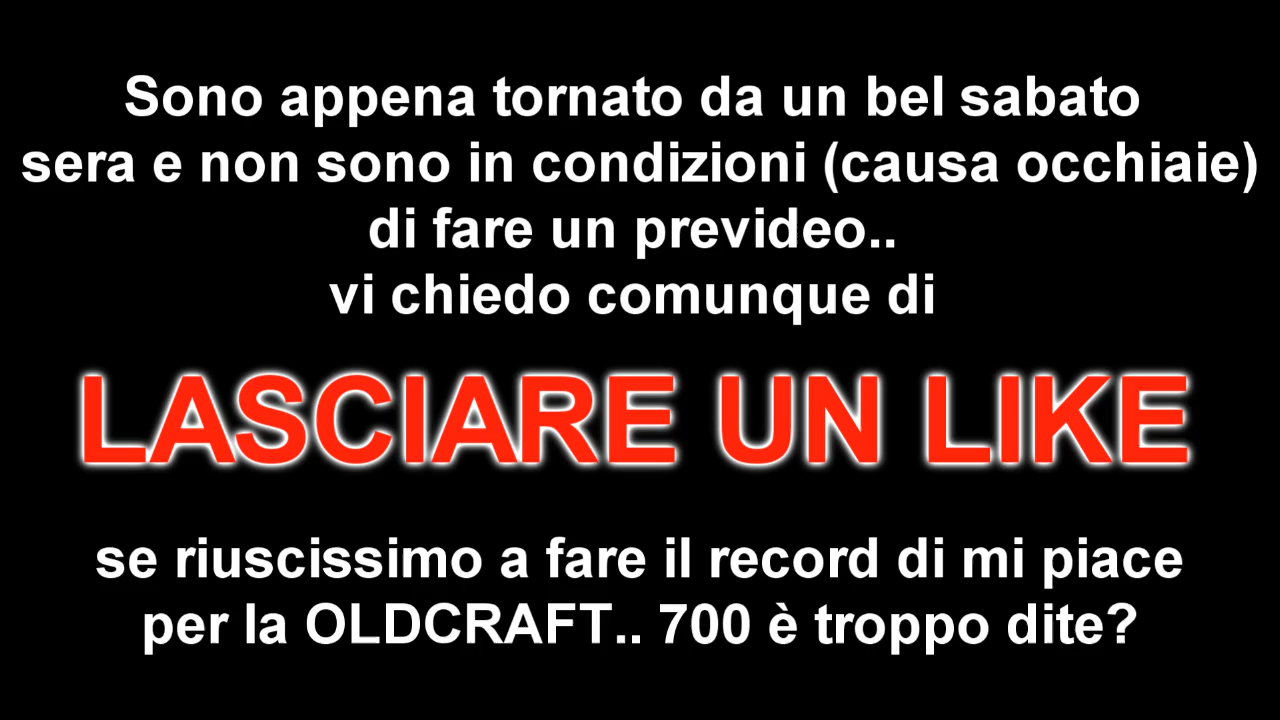 Sono appena tornato da un bel sabato
sera e non sono in condizioni (causa occhiaie)
di fare un prevideo..
vi chiedo comunque di
LASCIARE UN LIKE
se riuscissimo a fare il record di mi piace
per la OLDCRAFT.. 700 è troppo dite?